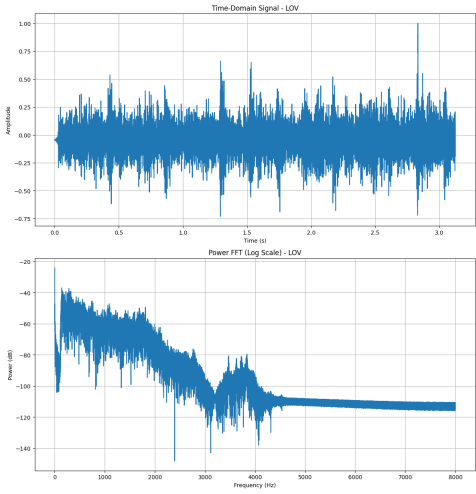 Time-Domain Signal - LOV
1.00
0.75
0.50
0.25
0.00
−0.25
−0.50
−0.75
Amplitude
0.0 0.5 1.0 1.5 2.0 2.5 3.0
Time (s)
Power FFT (Log Scale) - LOV
−20
−40
−60
−80
−100
−120
−140
Power (dB)
0 1000 2000 3000 4000 5000 6000 7000 8000
Frequency (Hz)